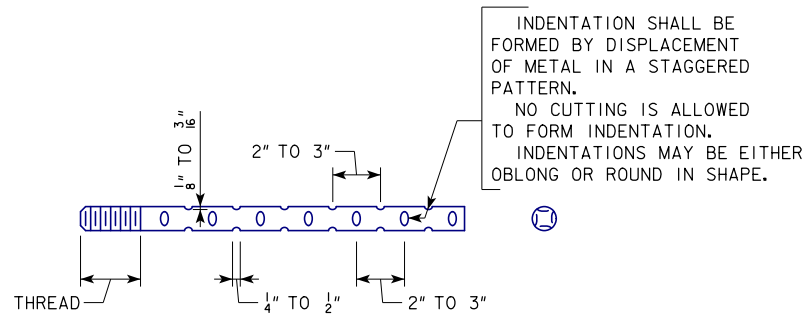 INDENTATION SHALL BE
FORMED BY DISPLACEMENT
OF METAL IN A STAGGERED
PATTERN.
NO CUTTING IS ALLOWED
TO FORM INDENTATION.
INDENTATIONS MAY BE EITHER
OBLONG OR ROUND IN SHAPE.
1/8" TO 3/16"
2" TO 3"
THREAD
1/4" TO 1/2"
2" TO 3"